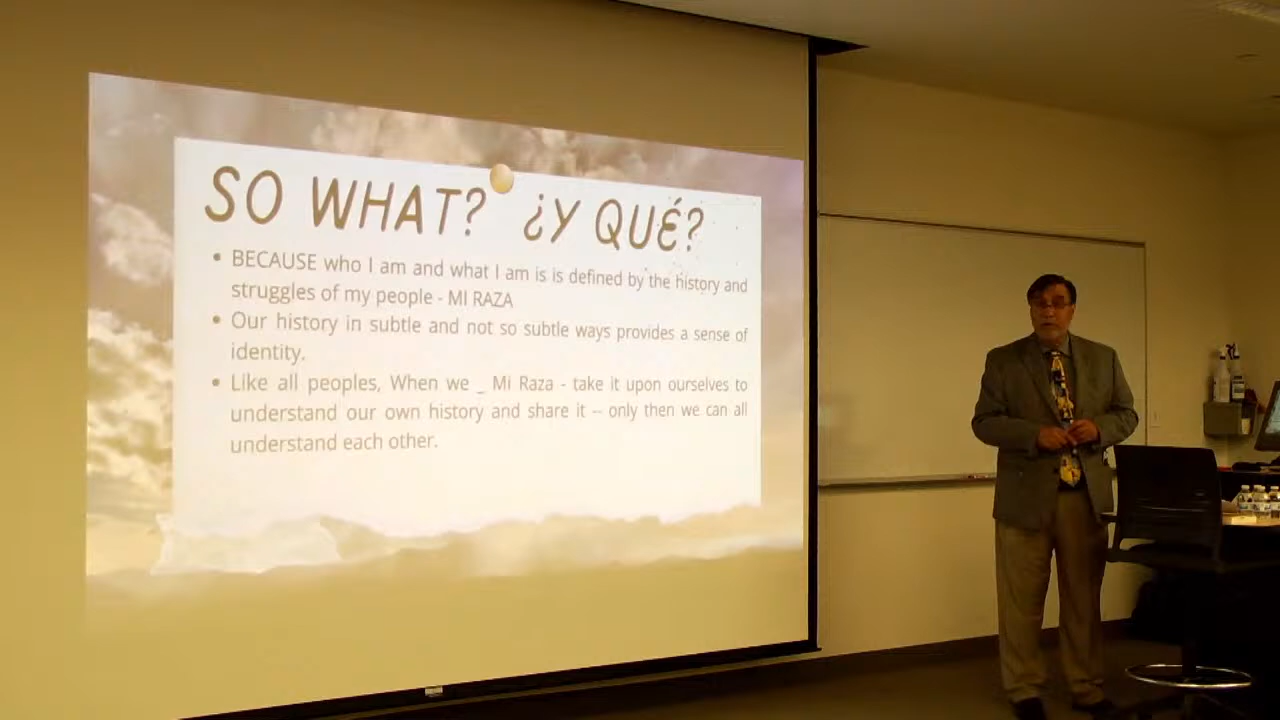 SO WHAT? ¿Y QUÉ?
• BECAUSE who I am and what I am is is defined by the history and
struggles of my people - MI RAZA
• Our history in subtle and not so subtle ways provides a sense of
identity.
• Like all peoples, When we _ Mi Raza - take it upon ourselves to
understand our own history and share it -- only then we can all
understand each other.